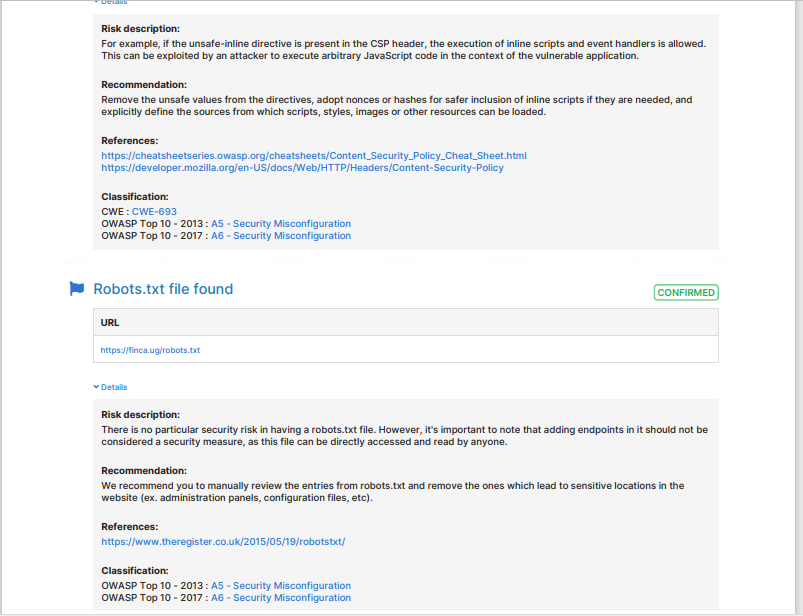 Details
Risk description:
For example, if the unsafe-inline directive is present in the CSP header, the execution of inline scripts and event handlers is allowed.
This can be exploited by an attacker to execute arbitrary JavaScript code in the context of the vulnerable application.
Recommendation:
Remove the unsafe values from the directives, adopt nonces or hashes for safer inclusion of inline scripts if they are needed, and
explicitly define the sources from which scripts, styles, images or other resources can be loaded.
References:
https://cheatsheetseries.owasp.org/cheatsheets/Content_Security_Policy_Cheat_Sheet.html
https://developer.mozilla.org/en-US/docs/Web/HTTP/Headers/Content-Security-Policy
Classification:
CWE : CWE-693
OWASP Top 10 - 2013 : A5 - Security Misconfiguration
OWASP Top 10 - 2017 : A6 - Security Misconfiguration
Robots.txt file found
CONFIRMED
URL
https://finca.ug/robots.txt
Details
Risk description:
There is no particular security risk in having a robots.txt file. However, it's important to note that adding endpoints in it should not be
considered a security measure, as this file can be directly accessed and read by anyone.
Recommendation:
We recommend you to manually review the entries from robots.txt and remove the ones which lead to sensitive locations in the
website (ex. administration panels, configuration files, etc).
References:
https://www.theregister.co.uk/2015/05/19/robotstxt/
Classification:
OWASP Top 10 - 2013 : A5 - Security Misconfiguration
OWASP Top 10 - 2017 : A6 - Security Misconfiguration